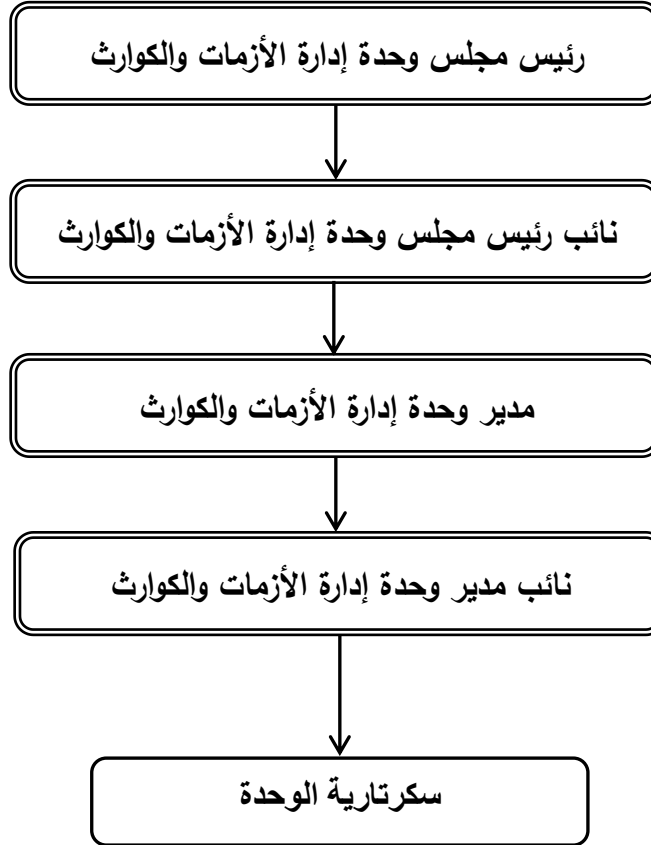 رئيس مجلس وحدة إدارة الأزمات والكوارث
نائب رئيس مجلس وحدة إدارة الأزمات والكوارث
مدير وحدة إدارة الأزمات والكوارث
نائب مدير وحدة إدارة الأزمات والكوارث
سكرتارية الوحدة